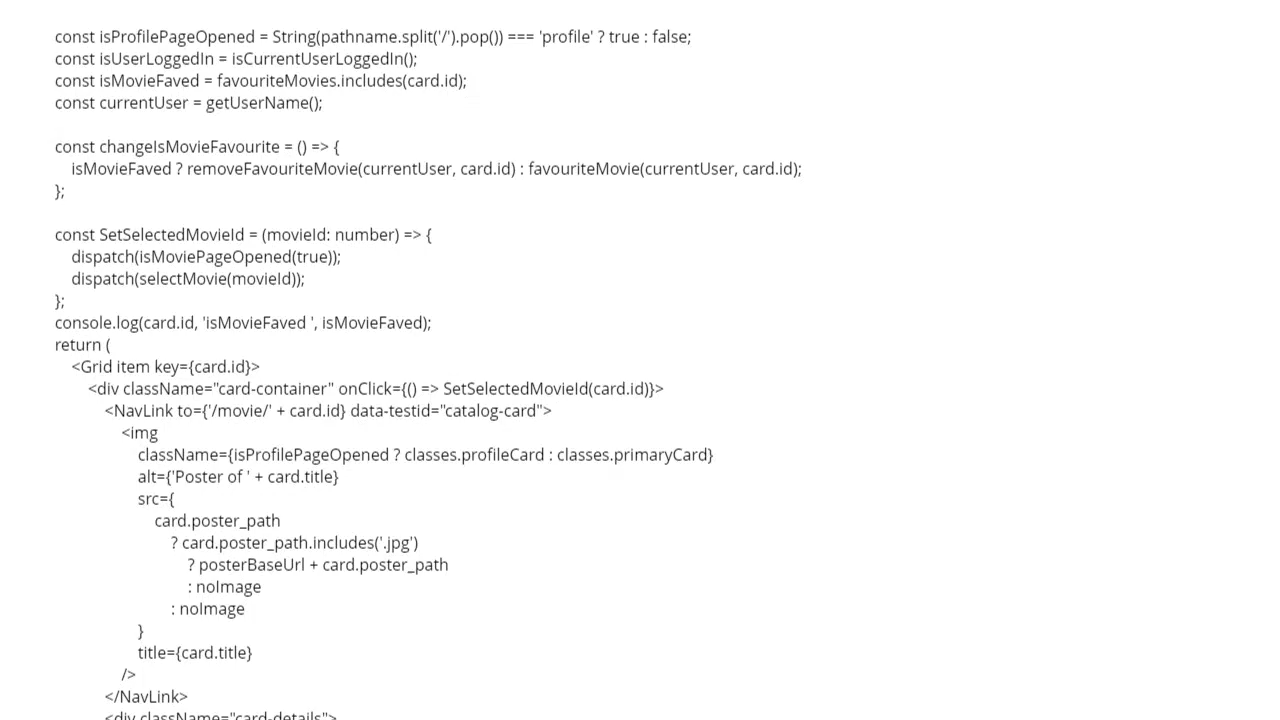 const isProfilePageOpened = String(pathname.split('/').pop()) === 'profile' ? true : false;
const isUserLoggedIn = isCurrentUserLoggedIn();
const isMovieFaved = favouriteMovies.includes(card.id);
const currentUser = getUserName();

const changeIsMovieFavourite = () => {
    isMovieFaved ? removeFavouriteMovie(currentUser, card.id) : favouriteMovie(currentUser, card.id);
};

const SetSelectedMovieId = (movieId: number) => {
    dispatch(isMoviePageOpened(true));
    dispatch(selectMovie(movieId));
};
console.log(card.id, 'isMovieFaved ', isMovieFaved);
return (
    <Grid item key={card.id}>
        <div className="card-container" onClick={() => SetSelectedMovieId(card.id)}>
            <NavLink to={'/movie/' + card.id} data-testid="catalog-card">
                <img
                    className={isProfilePageOpened ? classes.profileCard : classes.primaryCard}
                    alt={'Poster of ' + card.title}
                    src={
                        card.poster_path
                            ? card.poster_path.includes('.jpg')
                                ? posterBaseUrl + card.poster_path
                                : noImage
                            : noImage
                    }
                    title={card.title}
                />
            </NavLink>
            <div className="card-details">